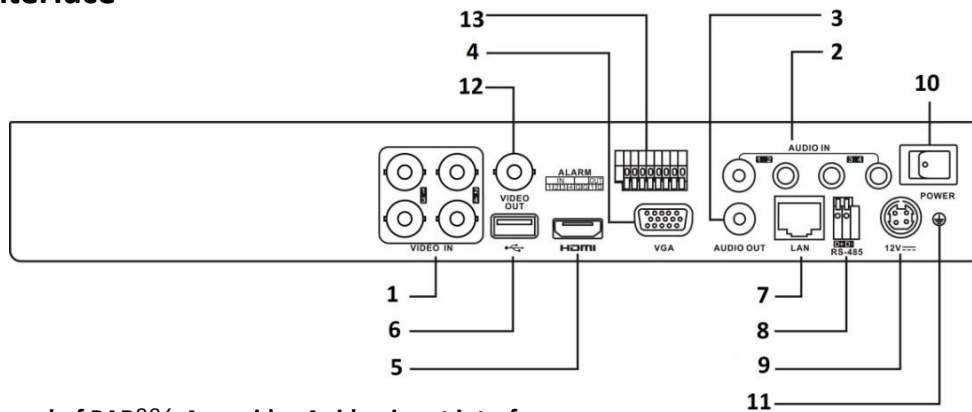 13
3
4
2
12
10
AUDIO IN
1 2
3 4
ALARM
IN OUT
VIDEO OUT
POWER
VIDEO IN
HDMI
VGA
AUDIO OUT
LAN
D+ D-
RS-485
12V
1
7
6
8
5
9
11